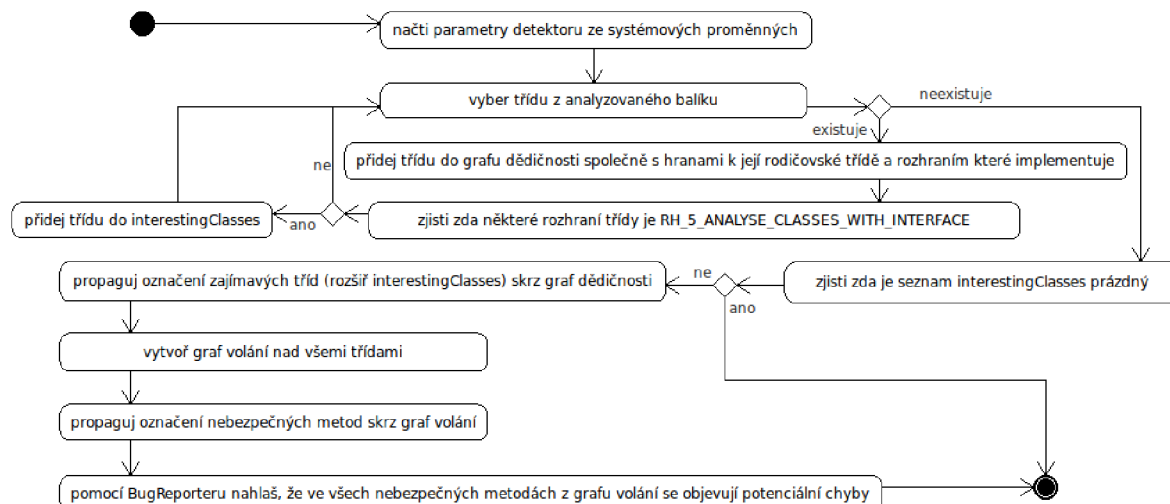 načti parametry detektoru ze systémových proměnných
vyber třídu z analyzovaného balíku
neexistuje
existuje
přidej třídu do grafu dědičnosti společně s hranami k její rodičovské třídě a rozhraním které implementuje
ne
přidej třídu do interestingClasses
ano
zjisti zda některé rozhraní třídy je RH_5_ANALYSE_CLASSES_WITH_INTERFACE
propaguj označení zajímavých tříd (rozšiř interestingClasses) skrz graf dědičnosti
ne
ano
zjisti zda je seznam interestingClasses prázdný
vytvoř graf volání nad všemi třídami
propaguj označení nebezpečných metod skrz graf volání
pomocí BugReporteru nahlaš, že ve všech nebezpečných metodách z grafu volání se objevují potenciální chyby